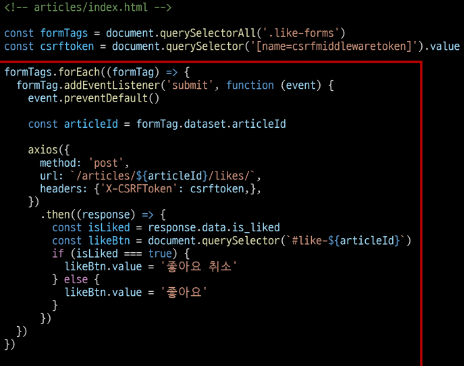 <!-- articles/index.html -->
const formTags = document.querySelectorAll('.like-forms')
const csrftoken = document.querySelector('[name=csrfmiddlewaretoken]').value
formTags.forEach((formTag) => {
  formTag.addEventListener('submit', function (event) {
    event.preventDefault()
    const articleId = formTag.dataset.articleId
    axios({
      method: 'post',
      url: `/articles/${articleId}/likes/`,
      headers: {'X-CSRFToken': csrftoken,},
    })
      .then((response) => {
        const isLiked = response.data.is_liked
        const likeBtn = document.querySelector(`#like-${articleId}`)
        if (isLiked === true) {
          likeBtn.value = '좋아요 취소'
        } else {
          likeBtn.value = '좋아요'
        }
      })
  })
})